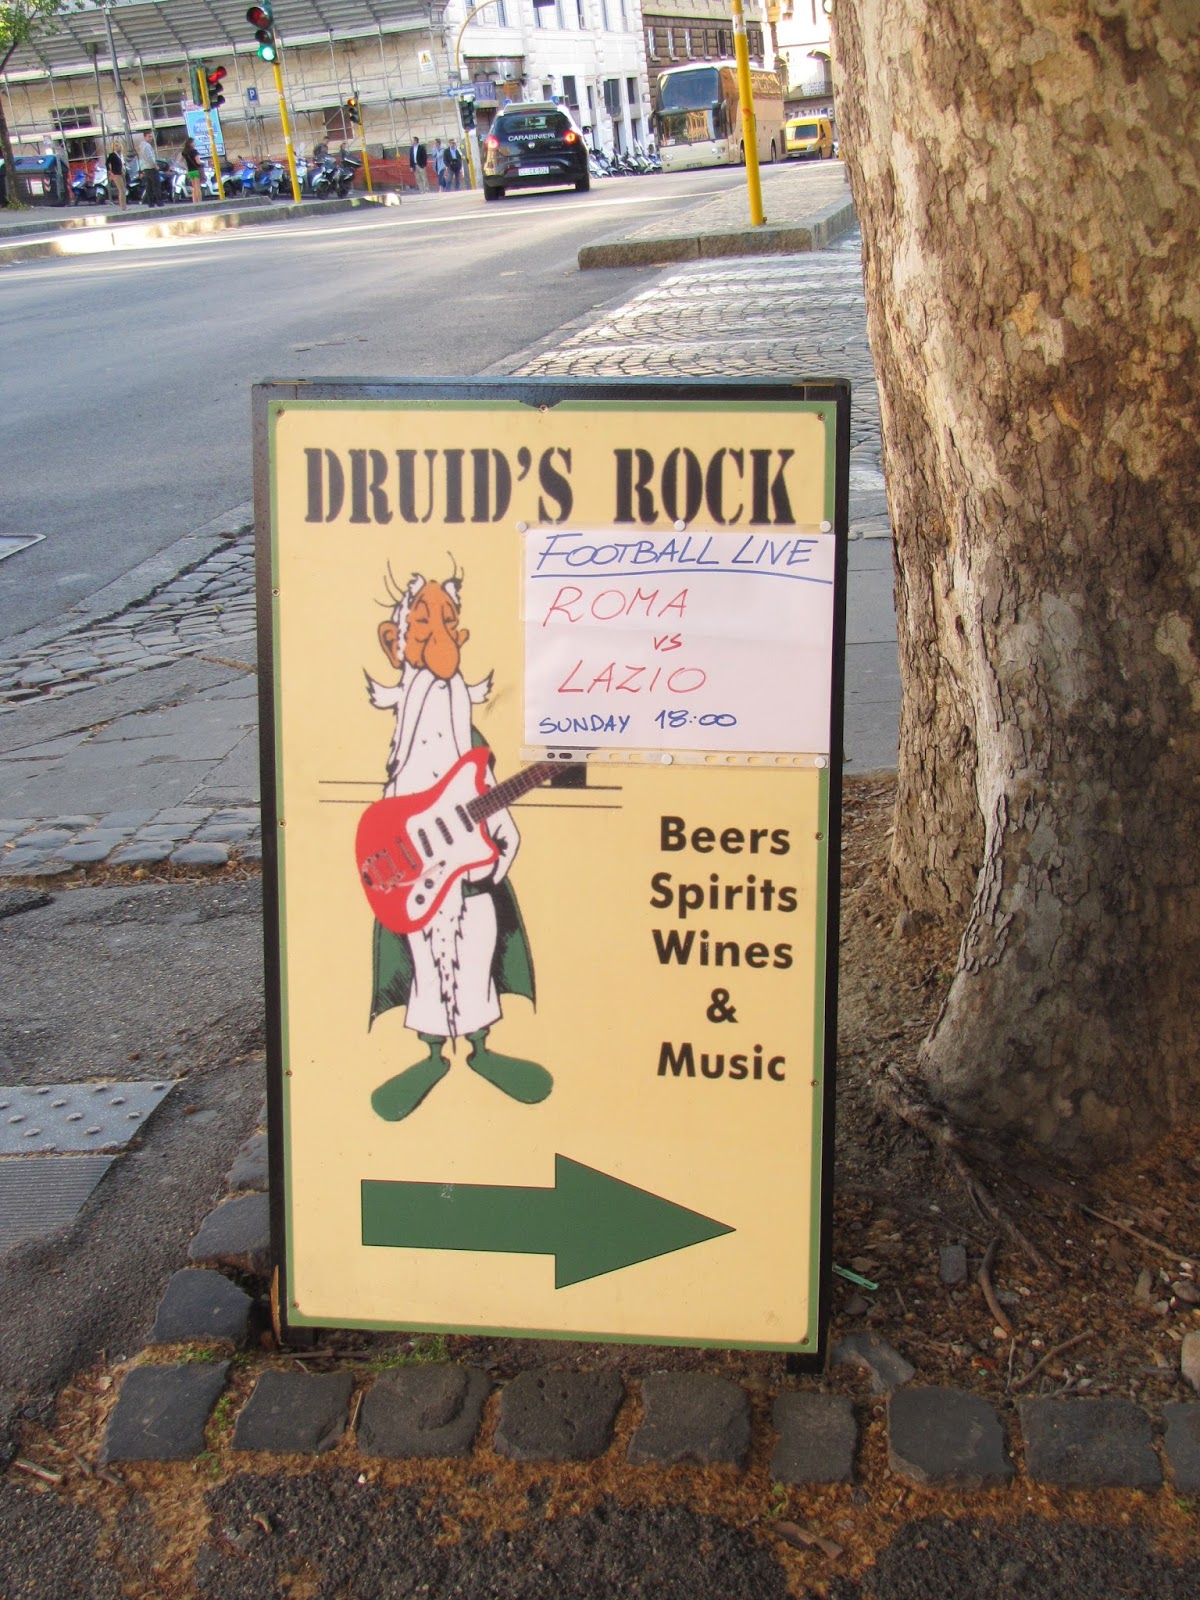 CARABINIERI
DRUID'S ROCK
FOOTBALL LIVE
ROMA
vs
LAZIO
SUNDAY 18:00
Beers
Spirits
Wines
&
Music